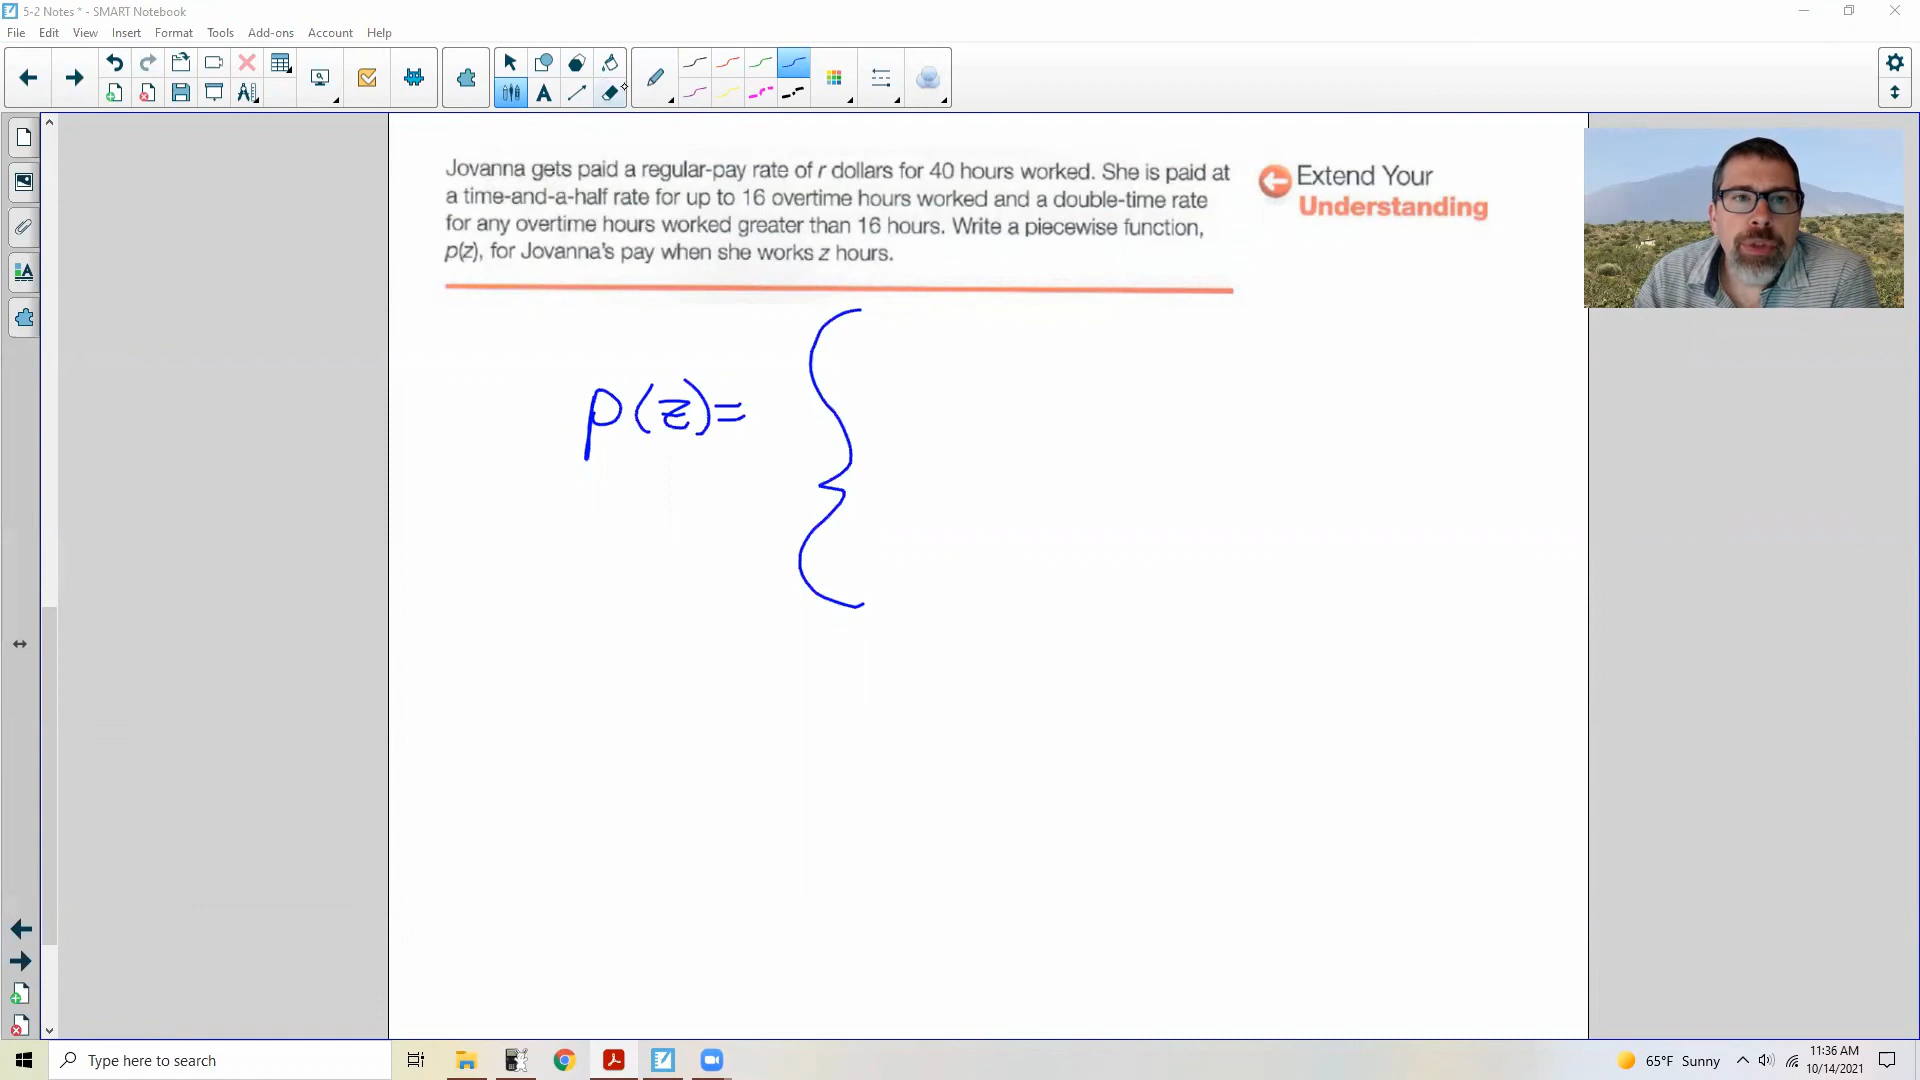 5-2 Notes * - SMART Notebook
File Edit View Insert Format Tools Add-ons Account Help
Jovanna gets paid a regular-pay rate of r dollars for 40 hours worked. She is paid at
a time-and-a-half rate for up to 16 overtime hours worked and a double-time rate
for any overtime hours worked greater than 16 hours. Write a piecewise function,
p(z), for Jovanna's pay when she works z hours.
Extend Your
Understanding
p(z)=
Type here to search
65°F Sunny
11:36 AM
10/14/2021